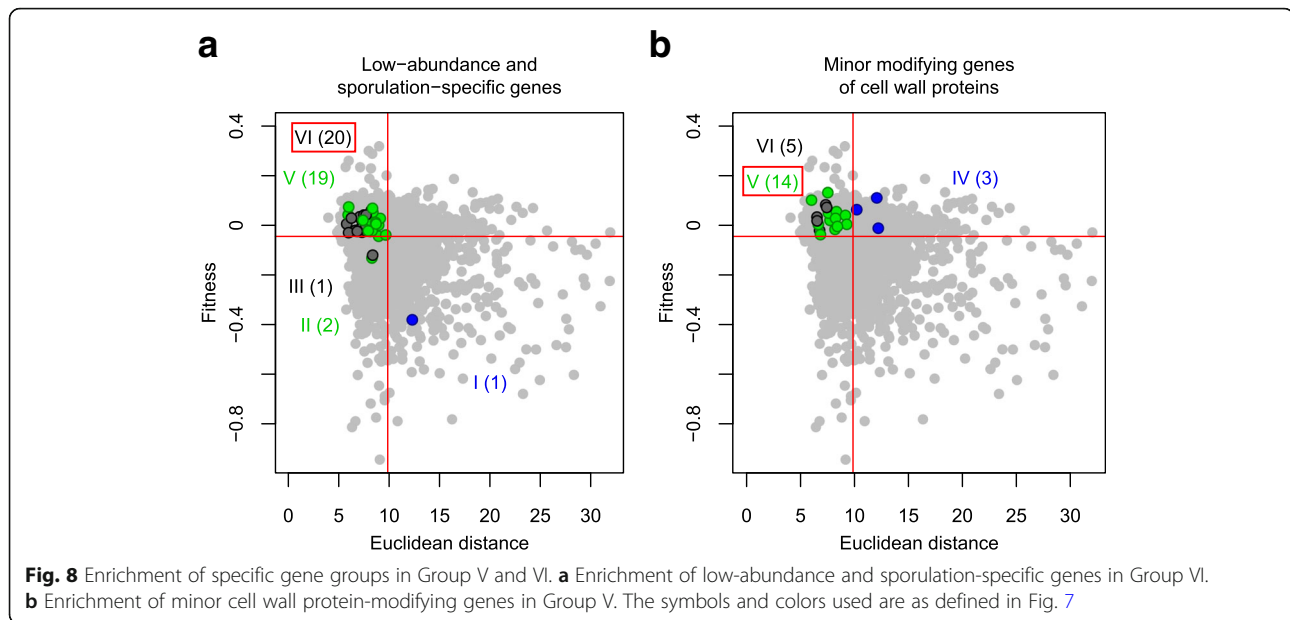 a
Low−abundance and
sporulation−specific genes
0.4
0
−0.4
−0.8
Fitness
VI (20)
V (19)
III (1)
II (2)
I (1)
0 5 10 15 20 25 30
Euclidean distance
b
Minor modifying genes
of cell wall proteins
0.4
0
−0.4
−0.8
Fitness
VI (5)
V (14)
IV (3)
0 5 10 15 20 25 30
Euclidean distance
Fig. 8 Enrichment of specific gene groups in Group V and VI. a Enrichment of low-abundance and sporulation-specific genes in Group VI.
b Enrichment of minor cell wall protein-modifying genes in Group V. The symbols and colors used are as defined in Fig. 7